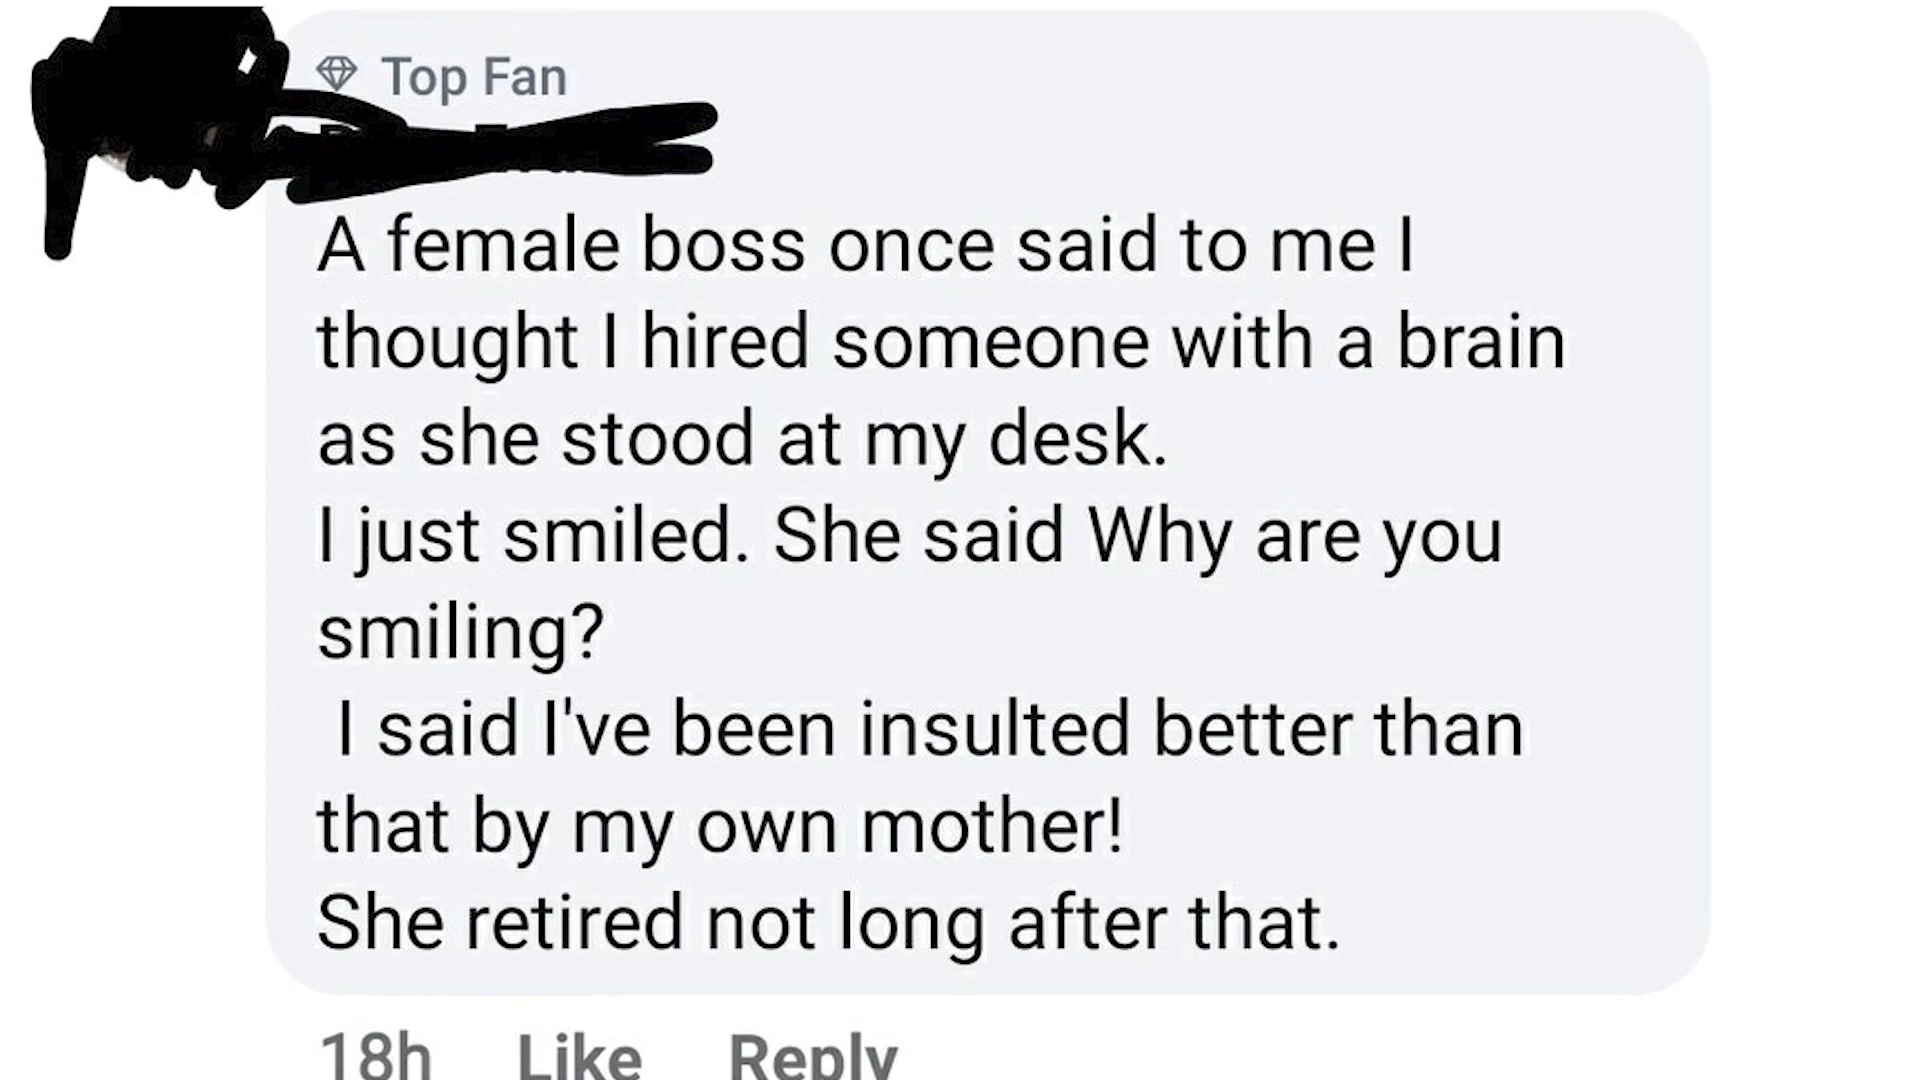 Top Fan
A female boss once said to me I
thought I hired someone with a brain
as she stood at my desk.
I just smiled. She said Why are you
smiling?
I said I've been insulted better than
that by my own mother!
She retired not long after that.
18h Like Reply